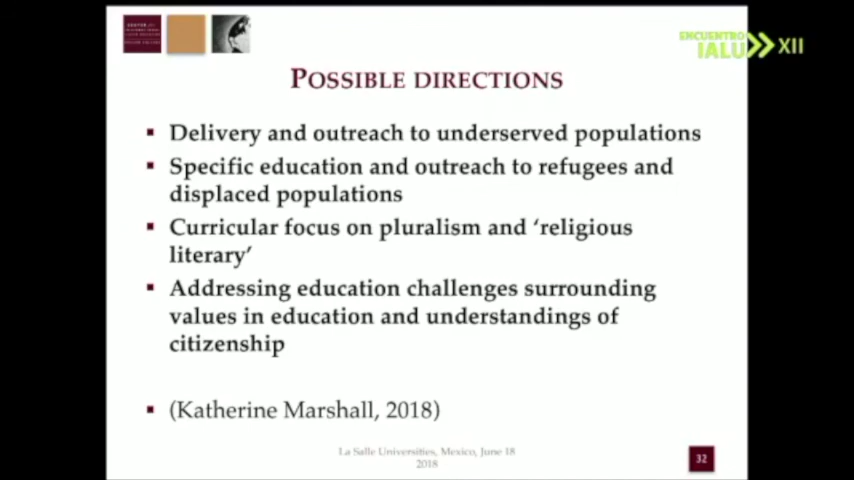 ENCUENTRO
IALU XII
POSSIBLE DIRECTIONS
▪ Delivery and outreach to underserved populations
▪ Specific education and outreach to refugees and
displaced populations
▪ Curricular focus on pluralism and ‘religious
literary’
▪ Addressing education challenges surrounding
values in education and understandings of
citizenship
▪ (Katherine Marshall, 2018)
La Salle Universities, Mexico, June 18
2018
32